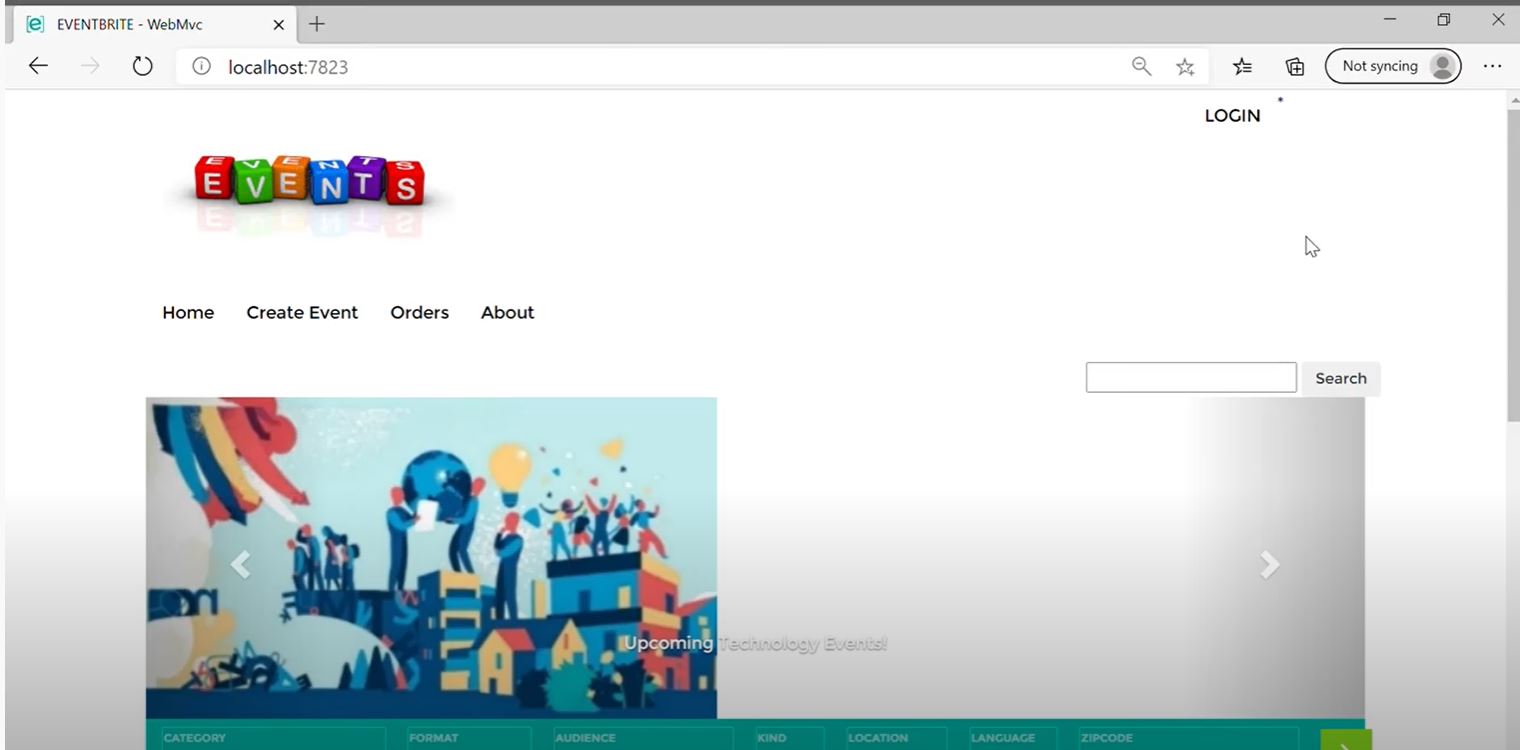 EVENTBRITE - WebMvc
localhost:7823
Not syncing
LOGIN
EVENTS
EVENTS
Home Create Event Orders About
Search
Upcoming Technology Events!
CATEGORY FORMAT AUDIENCE KIND LOCATION LANGUAGE ZIPCODE